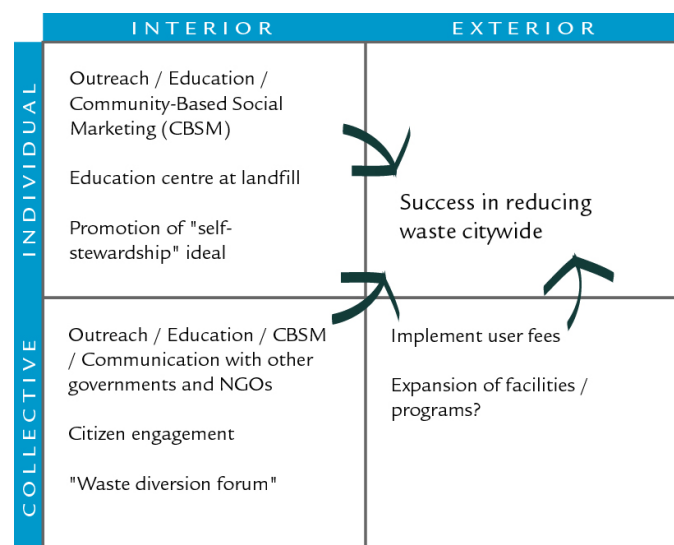 INTERIOR
EXTERIOR
INDIVIDUAL
Outreach / Education /
Community-Based Social
Marketing (CBSM)
Education centre at landfill
Promotion of "self-
stewardship" ideal
Success in reducing
waste citywide
COLLECTIVE
Outreach / Education / CBSM
/ Communication with other
governments and NGOs
Citizen engagement
"Waste diversion forum"
Implement user fees
Expansion of facilities /
programs?